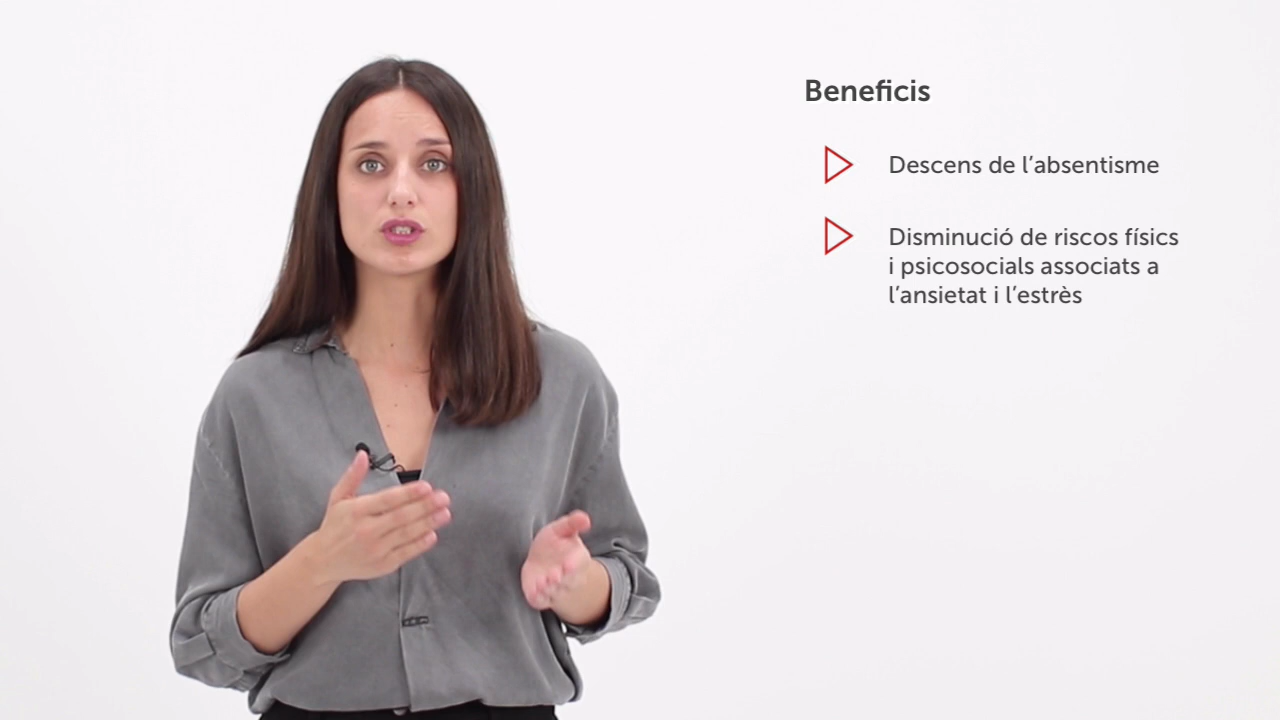 Beneficis
Descens de l’absentisme
Disminució de riscos físics
i psicosocials associats a
l’ansietat i l’estrès